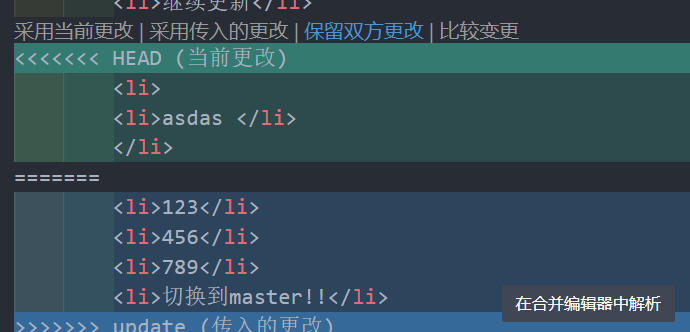 <li>继续更新</li>
采用当前更改 | 采用传入的更改 | 保留双方更改 | 比较变更
<<<<<<< HEAD (当前更改)
<li>
<li>asdas </li>
</li>
=======
<li>123</li>
<li>456</li>
<li>789</li>
<li>切换到master!!</li>
在合并编辑器中解析
>>>>>>> update (传入的更改)